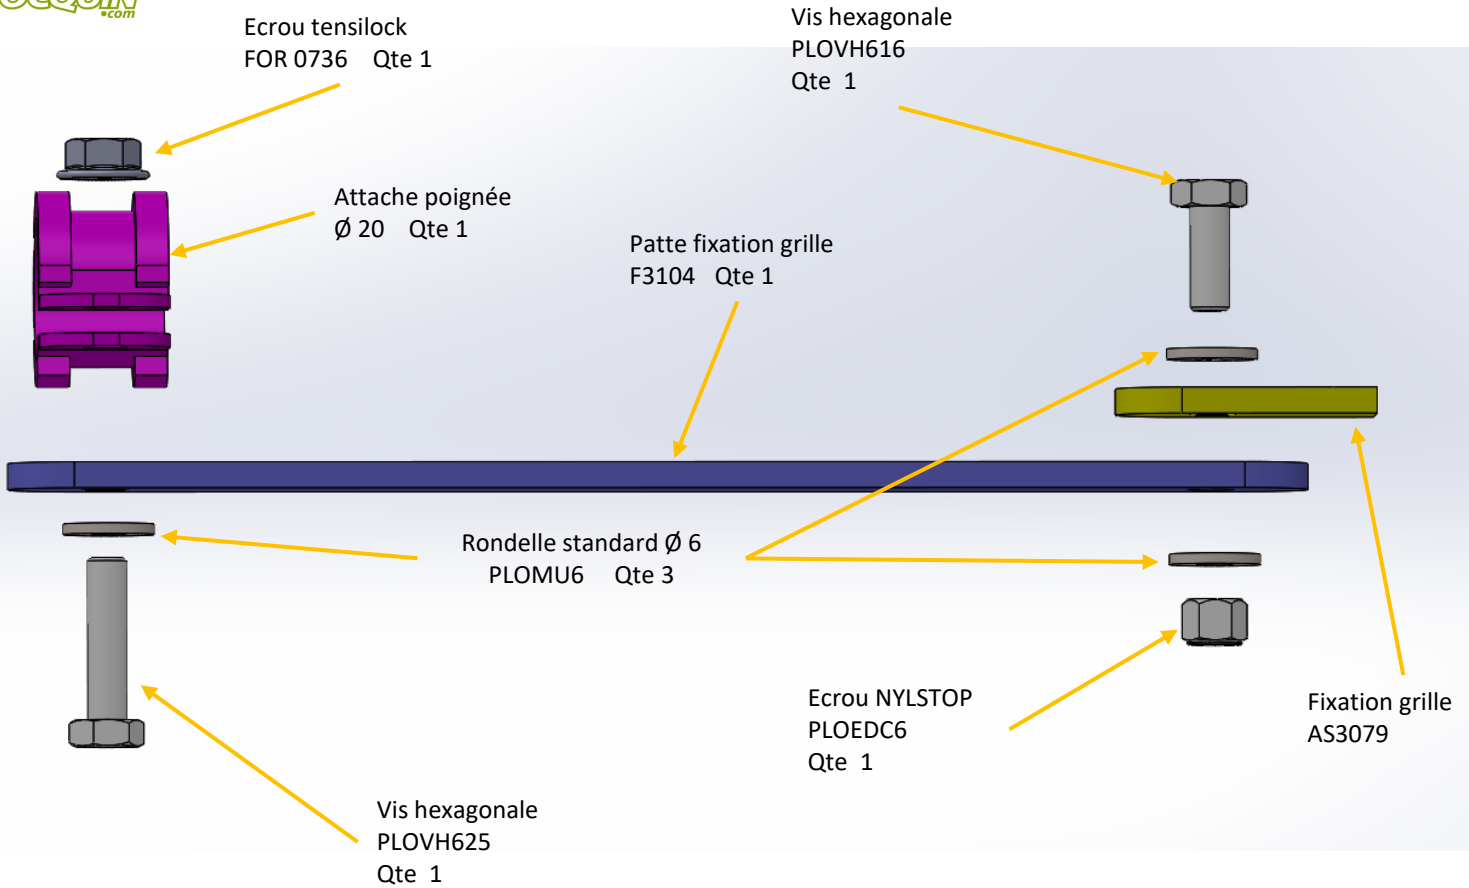 .com
Ecrou tensilock
FOR 0736 Qte 1
Vis hexagonale
PLOVH616
Qte 1
Attache poignée
Ø 20 Qte 1
Patte fixation grille
F3104 Qte 1
Rondelle standard Ø 6
PLOMU6 Qte 3
Ecrou NYLSTOP
PLOEDC6
Qte 1
Fixation grille
AS3079
Vis hexagonale
PLOVH625
Qte 1